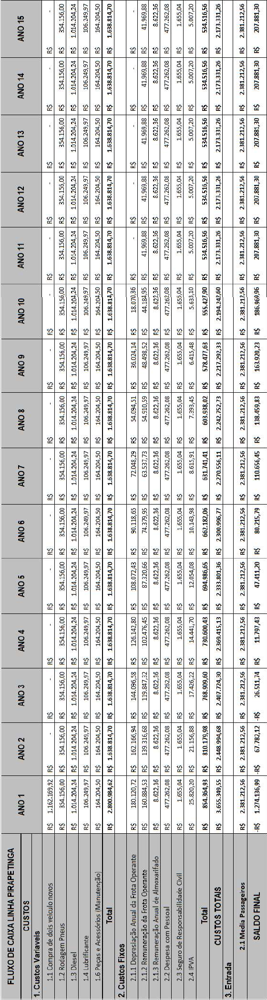 FLUXO DE CAIXA LINHA PIRAPETINGA ANO 1 ANO 2 ANO 3 ANO 4 ANO 5 ANO 6 ANO 7 ANO 8 ANO 9 ANO 10 ANO 11 ANO 12 ANO 13 ANO 14 ANO 15
CUSTOS
1. Custos Variaveis
1.1 Compra de dois veiculo novos R$ 1.162.169,92 R$ - R$ - R$ - R$ - R$ - R$ - R$ - R$ - R$ - R$ - R$ - R$ - R$ - R$ -
1.2 Rodagem Pneus R$ 354.156,00 R$ 354.156,00 R$ 354.156,00 R$ 354.156,00 R$ 354.156,00 R$ 354.156,00 R$ 354.156,00 R$ 354.156,00 R$ 354.156,00 R$ 354.156,00 R$ 354.156,00 R$ 354.156,00 R$ 354.156,00 R$ 354.156,00 R$ 354.156,00
1.3 Diesel R$ 1.014.204,24 R$ 1.014.204,24 R$ 1.014.204,24 R$ 1.014.204,24 R$ 1.014.204,24 R$ 1.014.204,24 R$ 1.014.204,24 R$ 1.014.204,24 R$ 1.014.204,24 R$ 1.014.204,24 R$ 1.014.204,24 R$ 1.014.204,24 R$ 1.014.204,24 R$ 1.014.204,24 R$ 1.014.204,24
1.4 Lubrificante R$ 106.249,97 R$ 106.249,97 R$ 106.249,97 R$ 106.249,97 R$ 106.249,97 R$ 106.249,97 R$ 106.249,97 R$ 106.249,97 R$ 106.249,97 R$ 106.249,97 R$ 106.249,97 R$ 106.249,97 R$ 106.249,97 R$ 106.249,97 R$ 106.249,97
1.6 Peças e Acessórios (Manutenção) R$ 164.204,50 R$ 164.204,50 R$ 164.204,50 R$ 164.204,50 R$ 164.204,50 R$ 164.204,50 R$ 164.204,50 R$ 164.204,50 R$ 164.204,50 R$ 164.204,50 R$ 164.204,50 R$ 164.204,50 R$ 164.204,50 R$ 164.204,50 R$ 164.204,50
Total R$ 2.800.984,62 R$ 1.638.814,70 R$ 1.638.814,70 R$ 1.638.814,70 R$ 1.638.814,70 R$ 1.638.814,70 R$ 1.638.814,70 R$ 1.638.814,70 R$ 1.638.814,70 R$ 1.638.814,70 R$ 1.638.814,70 R$ 1.638.814,70 R$ 1.638.814,70 R$ 1.638.814,70 R$ 1.638.814,70
2. Custos Fixos
2.1.1 Depresiação Anual da Frota Operante R$ 180.120,72 R$ 162.166,94 R$ 144.096,58 R$ 126.142,80 R$ 108.072,43 R$ 90.118,65 R$ 72.048,29 R$ 54.094,51 R$ 36.024,14 R$ 18.070,36 R$ - R$ - R$ - R$ - R$ -
2.1.2 Remuneração da Frota Operante R$ 160.884,53 R$ 139.316,68 R$ 119.847,32 R$ 102.476,45 R$ 87.320,66 R$ 74.379,95 R$ 63.537,73 R$ 54.910,59 R$ 48.498,52 R$ 44.184,95 R$ 41.969,88 R$ 41.969,88 R$ 41.969,88 R$ 41.969,88 R$ 41.969,88
2.1.3 Remuneração Anual de Almoxarifado R$ 8.622,36 R$ 8.622,36 R$ 8.622,36 R$ 8.622,36 R$ 8.622,36 R$ 8.622,36 R$ 8.622,36 R$ 8.622,36 R$ 8.622,36 R$ 8.622,36 R$ 8.622,36 R$ 8.622,36 R$ 8.622,36 R$ 8.622,36 R$ 8.622,36
2.2 Despesa com Pessoal R$ 477.262,08 R$ 477.262,08 R$ 477.262,08 R$ 477.262,08 R$ 477.262,08 R$ 477.262,08 R$ 477.262,08 R$ 477.262,08 R$ 477.262,08 R$ 477.262,08 R$ 477.262,08 R$ 477.262,08 R$ 477.262,08 R$ 477.262,08 R$ 477.262,08
2.3 Seguro de Responsabilidade Civil R$ 1.655,04 R$ 1.655,04 R$ 1.655,04 R$ 1.655,04 R$ 1.655,04 R$ 1.655,04 R$ 1.655,04 R$ 1.655,04 R$ 1.655,04 R$ 1.655,04 R$ 1.655,04 R$ 1.655,04 R$ 1.655,04 R$ 1.655,04 R$ 1.655,04
2.4 IPVA R$ 25.820,20 R$ 21.156,88 R$ 17.426,22 R$ 14.441,70 R$ 12.054,08 R$ 10.143,98 R$ 8.615,91 R$ 7.393,45 R$ 6.415,48 R$ 5.633,10 R$ 5.007,20 R$ 5.007,20 R$ 5.007,20 R$ 5.007,20 R$ 5.007,20
Total R$ 854.364,93 R$ 810.179,98 R$ 768.909,60 R$ 730.600,43 R$ 694.986,65 R$ 662.182,06 R$ 631.741,41 R$ 603.938,02 R$ 578.477,63 R$ 555.427,90 R$ 534.516,56 R$ 534.516,56 R$ 534.516,56 R$ 534.516,56 R$ 534.516,56
CUSTOS TOTAIS R$ 3.655.349,55 R$ 2.448.994,68 R$ 2.407.724,30 R$ 2.369.415,13 R$ 2.333.801,36 R$ 2.300.996,77 R$ 2.270.556,11 R$ 2.242.752,73 R$ 2.217.292,33 R$ 2.194.242,60 R$ 2.173.331,26 R$ 2.173.331,26 R$ 2.173.331,26 R$ 2.173.331,26 R$ 2.173.331,26
3. Entrada
2.1 Media Passageiros R$ 2.381.212,56 R$ 2.381.212,56 R$ 2.381.212,56 R$ 2.381.212,56 R$ 2.381.212,56 R$ 2.381.212,56 R$ 2.381.212,56 R$ 2.381.212,56 R$ 2.381.212,56 R$ 2.381.212,56 R$ 2.381.212,56 R$ 2.381.212,56 R$ 2.381.212,56 R$ 2.381.212,56 R$ 2.381.212,56
SALDO FINAL -R$ 1.274.136,99 -R$ 67.782,12 -R$ 26.511,74 R$ 11.797,43 R$ 47.411,20 R$ 80.215,79 R$ 110.656,45 R$ 138.459,83 R$ 163.920,23 R$ 186.969,96 R$ 207.881,30 R$ 207.881,30 R$ 207.881,30 R$ 207.881,30 R$ 207.881,30